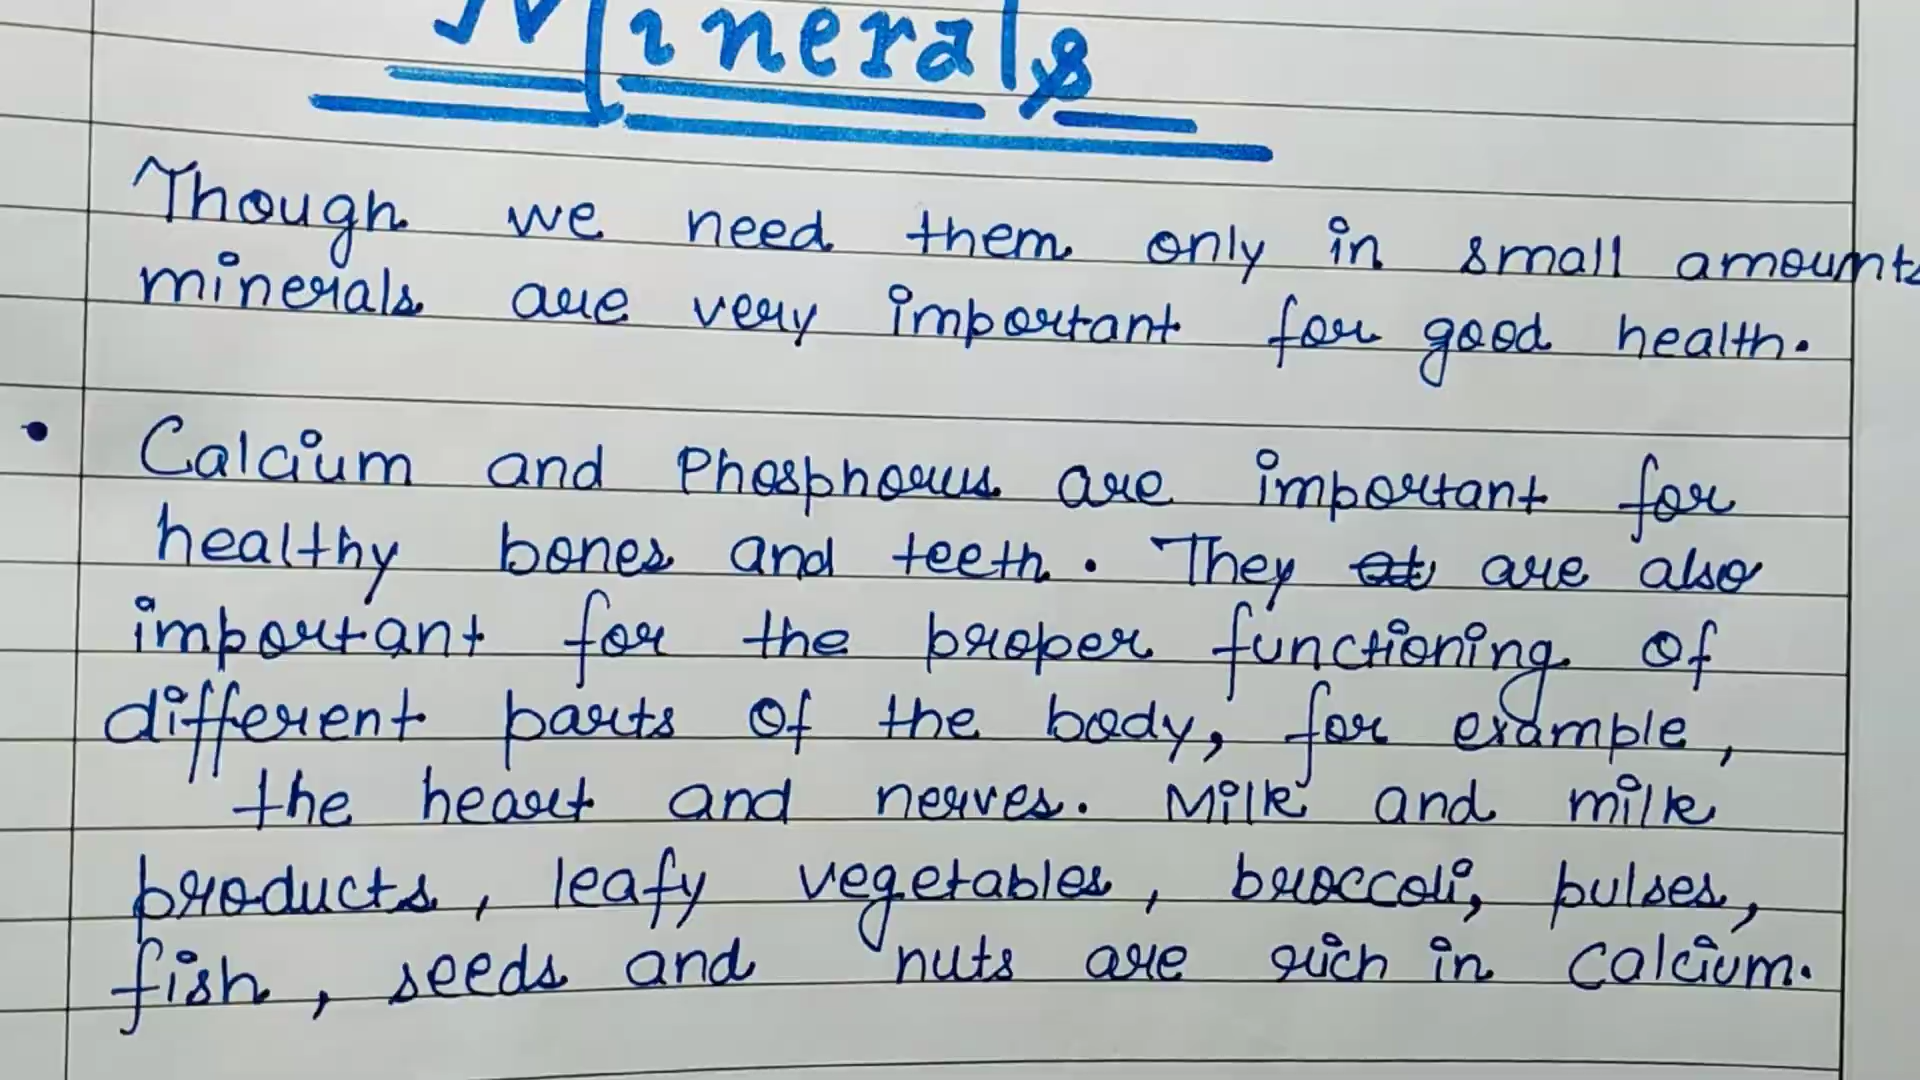 Minerals
Though we need them only in small amounts
minerals are very important for good health.
• Calcium and Phosphorus are important for
healthy bones and teeth. They are also
important for the proper functioning of
different parts of the body, for example,
the heart and nerves. Milk and milk
products, leafy vegetables, broccoli, pulses,
fish, seeds and nuts are rich in Calcium.